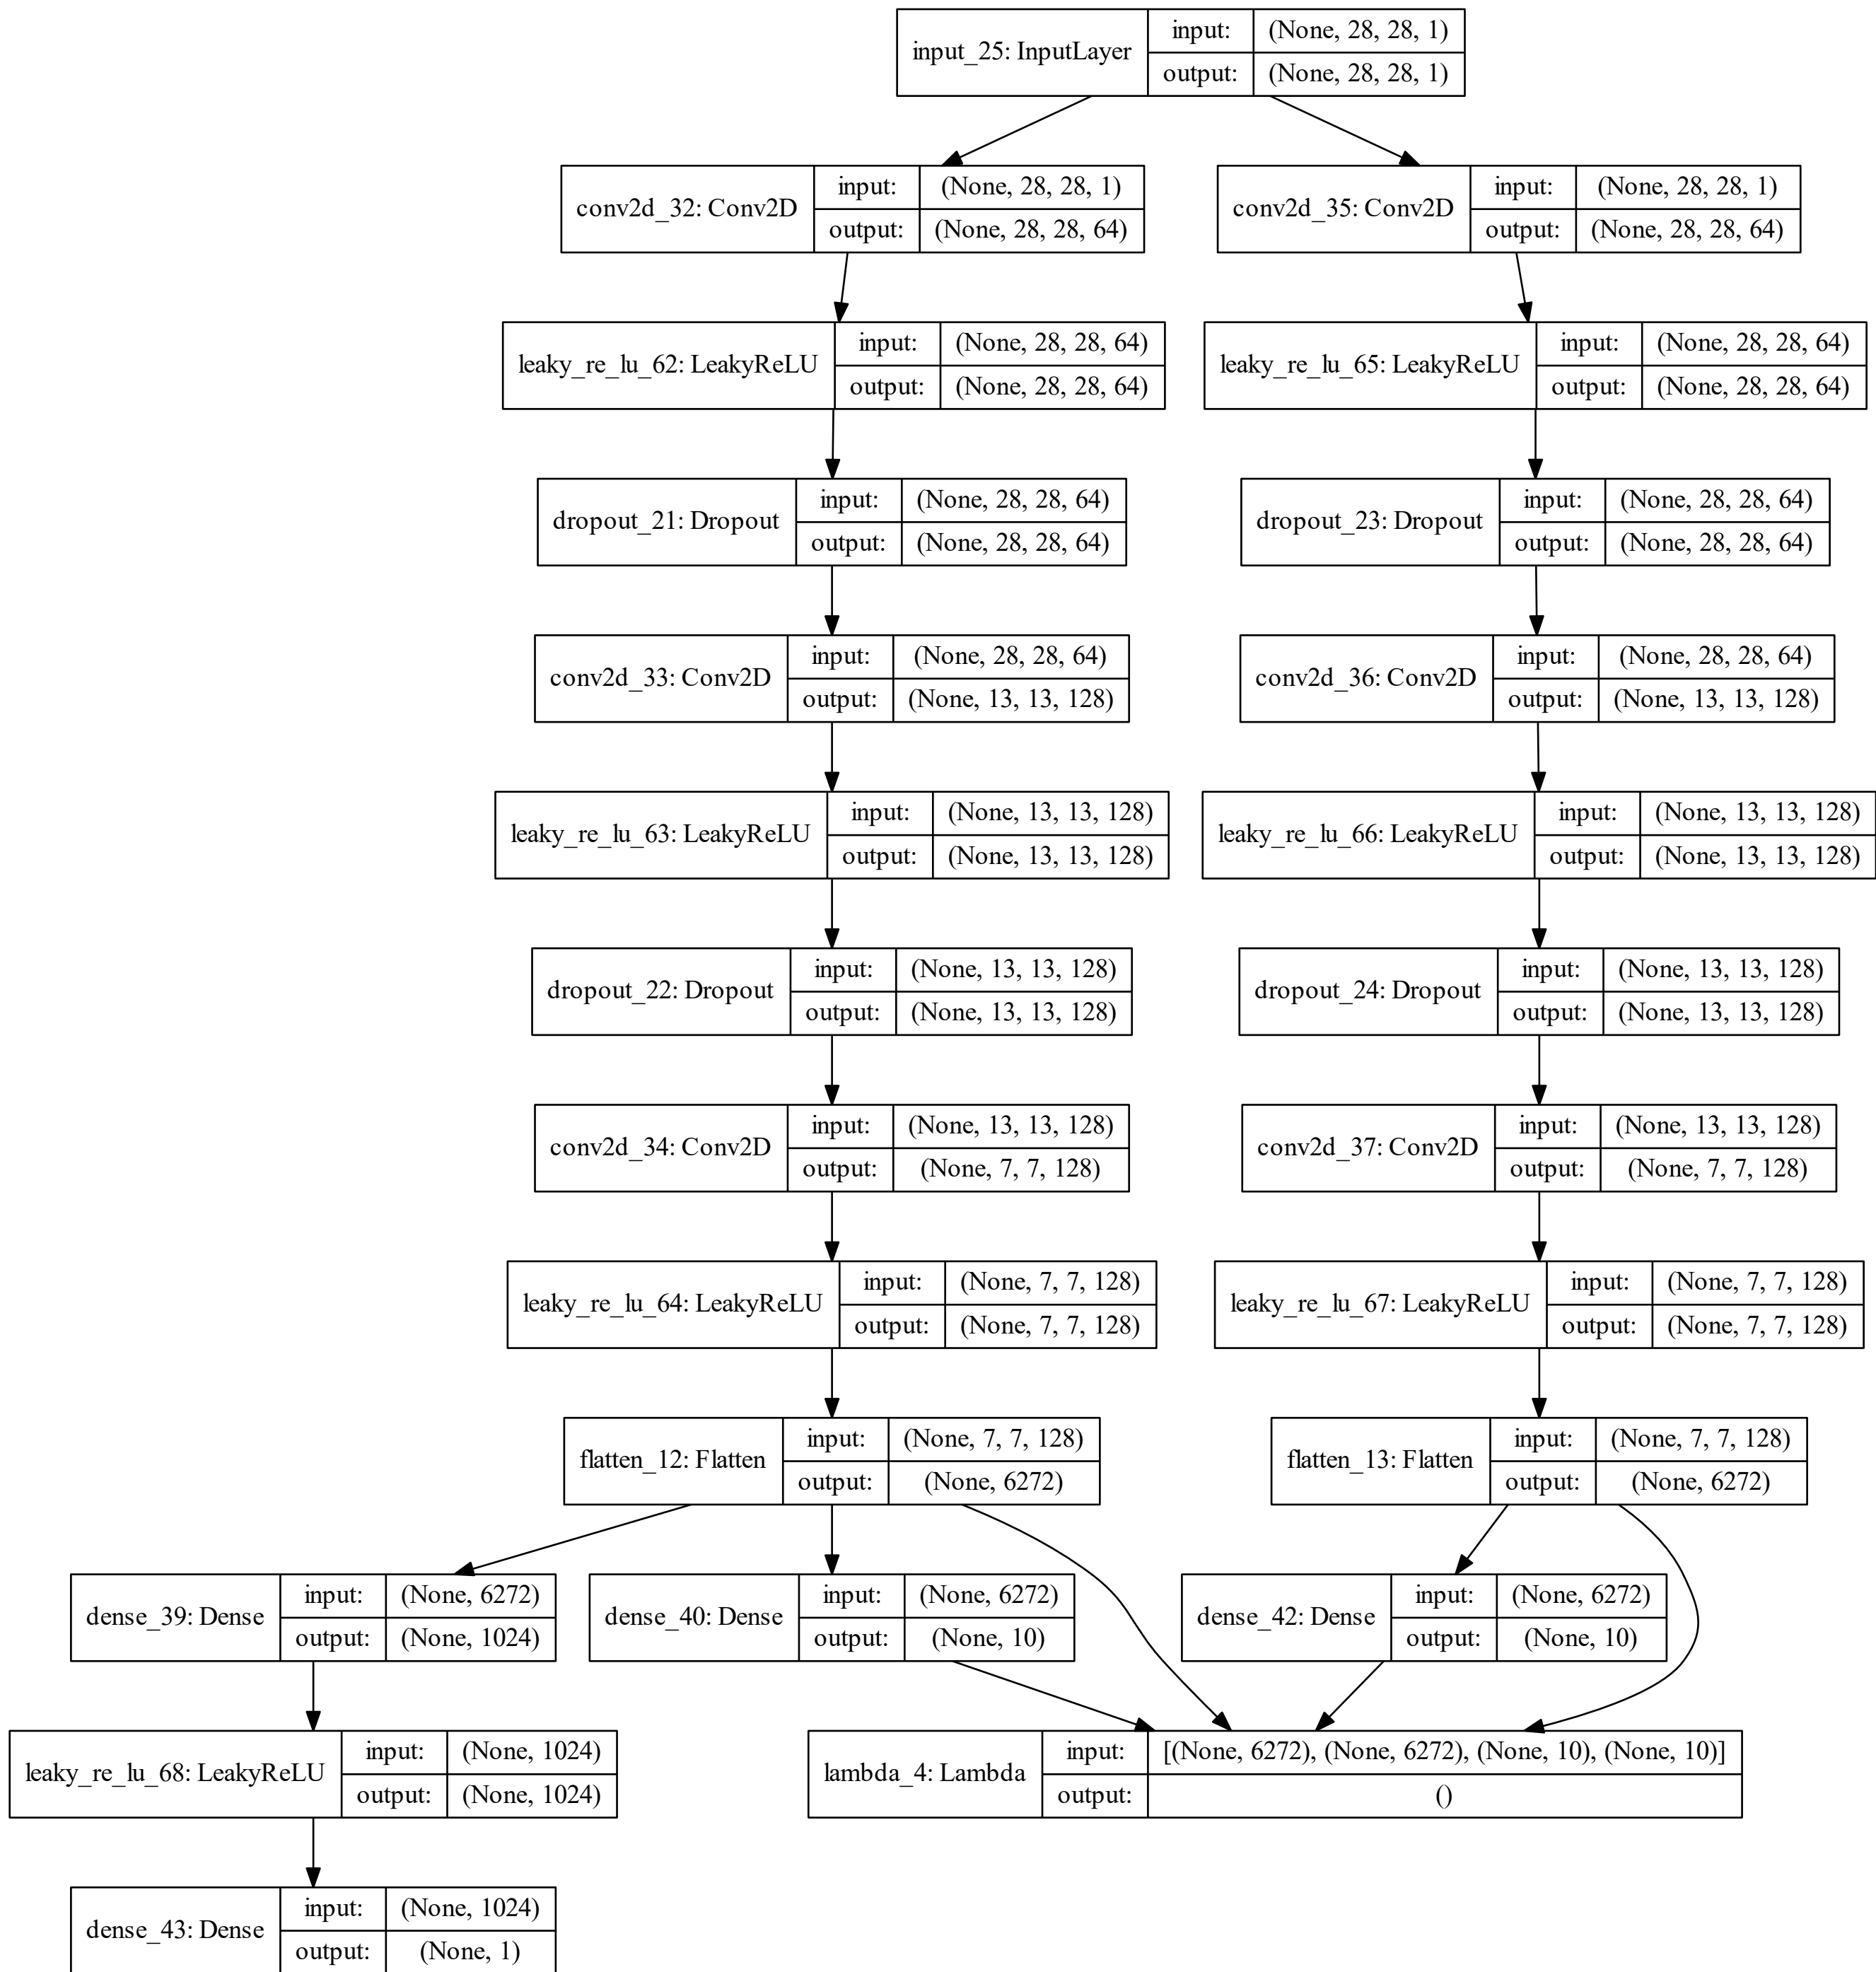 input_25: InputLayer
input: (None, 28, 28, 1)
output: (None, 28, 28, 1)
conv2d_32: Conv2D
input: (None, 28, 28, 1)
output: (None, 28, 28, 64)
conv2d_35: Conv2D
input: (None, 28, 28, 1)
output: (None, 28, 28, 64)
leaky_re_lu_62: LeakyReLU
input: (None, 28, 28, 64)
output: (None, 28, 28, 64)
leaky_re_lu_65: LeakyReLU
input: (None, 28, 28, 64)
output: (None, 28, 28, 64)
dropout_21: Dropout
input: (None, 28, 28, 64)
output: (None, 28, 28, 64)
dropout_23: Dropout
input: (None, 28, 28, 64)
output: (None, 28, 28, 64)
conv2d_33: Conv2D
input: (None, 28, 28, 64)
output: (None, 13, 13, 128)
conv2d_36: Conv2D
input: (None, 28, 28, 64)
output: (None, 13, 13, 128)
leaky_re_lu_63: LeakyReLU
input: (None, 13, 13, 128)
output: (None, 13, 13, 128)
leaky_re_lu_66: LeakyReLU
input: (None, 13, 13, 128)
output: (None, 13, 13, 128)
dropout_22: Dropout
input: (None, 13, 13, 128)
output: (None, 13, 13, 128)
dropout_24: Dropout
input: (None, 13, 13, 128)
output: (None, 13, 13, 128)
conv2d_34: Conv2D
input: (None, 13, 13, 128)
output: (None, 7, 7, 128)
conv2d_37: Conv2D
input: (None, 13, 13, 128)
output: (None, 7, 7, 128)
leaky_re_lu_64: LeakyReLU
input: (None, 7, 7, 128)
output: (None, 7, 7, 128)
leaky_re_lu_67: LeakyReLU
input: (None, 7, 7, 128)
output: (None, 7, 7, 128)
flatten_12: Flatten
input: (None, 7, 7, 128)
output: (None, 6272)
flatten_13: Flatten
input: (None, 7, 7, 128)
output: (None, 6272)
dense_39: Dense
input: (None, 6272)
output: (None, 1024)
dense_40: Dense
input: (None, 6272)
output: (None, 10)
dense_42: Dense
input: (None, 6272)
output: (None, 10)
leaky_re_lu_68: LeakyReLU
input: (None, 1024)
output: (None, 1024)
lambda_4: Lambda
input: [(None, 6272), (None, 6272), (None, 10), (None, 10)]
output: ()
dense_43: Dense
input: (None, 1024)
output: (None, 1)